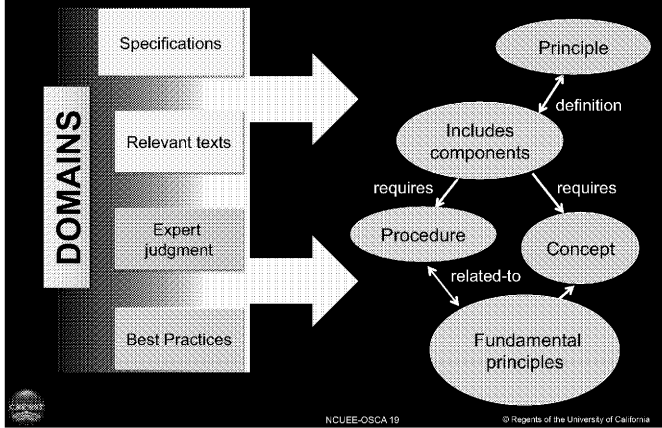 DOMAINS
Specifications
Relevant texts
Expert
judgment
Best Practices
Principle
definition
Includes
components
requires
requires
Procedure
Concept
related-to
Fundamental
principles
NCUEE-OSCA 19
© Regents of the University of California